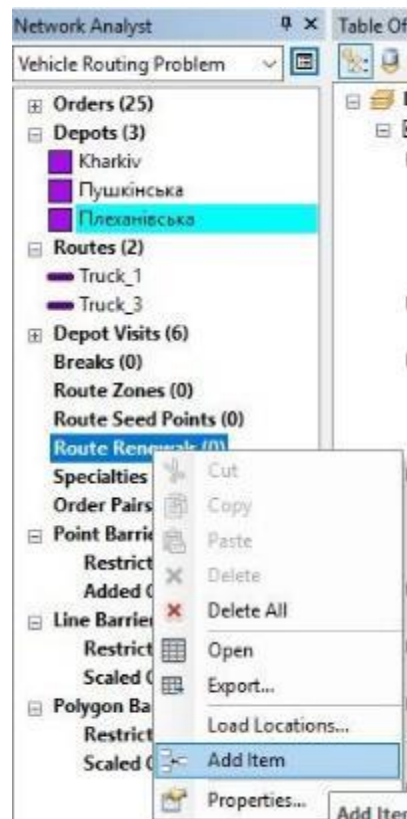 Network Analyst
Table Of
Vehicle Routing Problem
Orders (25)
Depots (3)
Kharkiv
Пушкінська
Плеханівська
Routes (2)
Truck_1
Truck_3
Depot Visits (6)
Breaks (0)
Route Zones (0)
Route Seed Points (0)
Route Renewals (0)
Specialties
Order Pairs
Point Barrie
Restrict
Added C
Line Barrier
Restrict
Scaled C
Polygon Ba
Restrict
Scaled C
Cut
Copy
Paste
Delete
Delete All
Open
Export...
Load Locations...
Add Item
Properties...
Add Iter